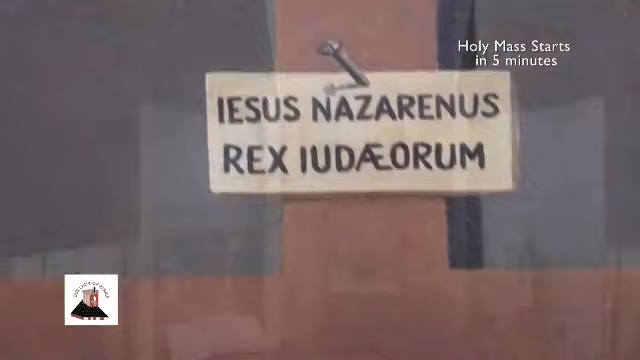 Holy Mass Starts
in 5 minutes
IESUS NAZARENUS
REX IUDÆORUM